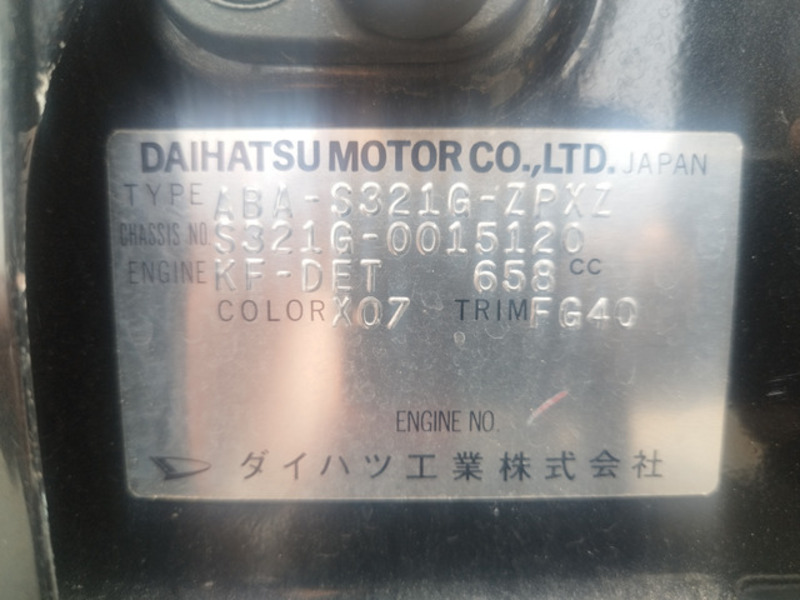 DAIHATSU MOTOR CO.,LTD. JAPAN
TYPE ABA-S321G-ZPXZ
CHASSIS NO. S321G-0015120
ENGINE KF-DET 658 CC
COLOR X07 TRIM FG40
ENGINE NO.
ダイハツ工業株式会社